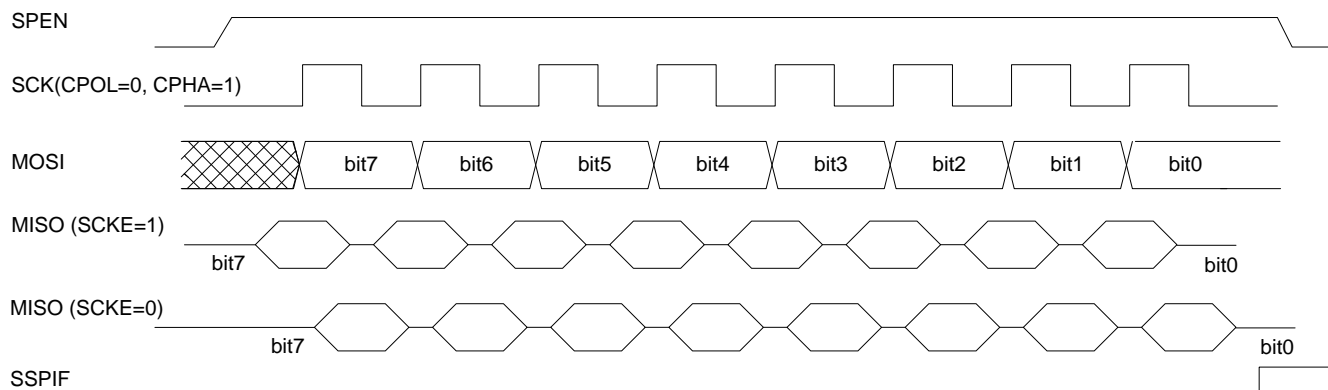 SPEN
SCK(CPOL=0, CPHA=1)
MOSI
bit7 bit6 bit5 bit4 bit3 bit2 bit1 bit0
MISO (SCKE=1)
bit7 bit0
MISO (SCKE=0)
bit7 bit0
SSPIF